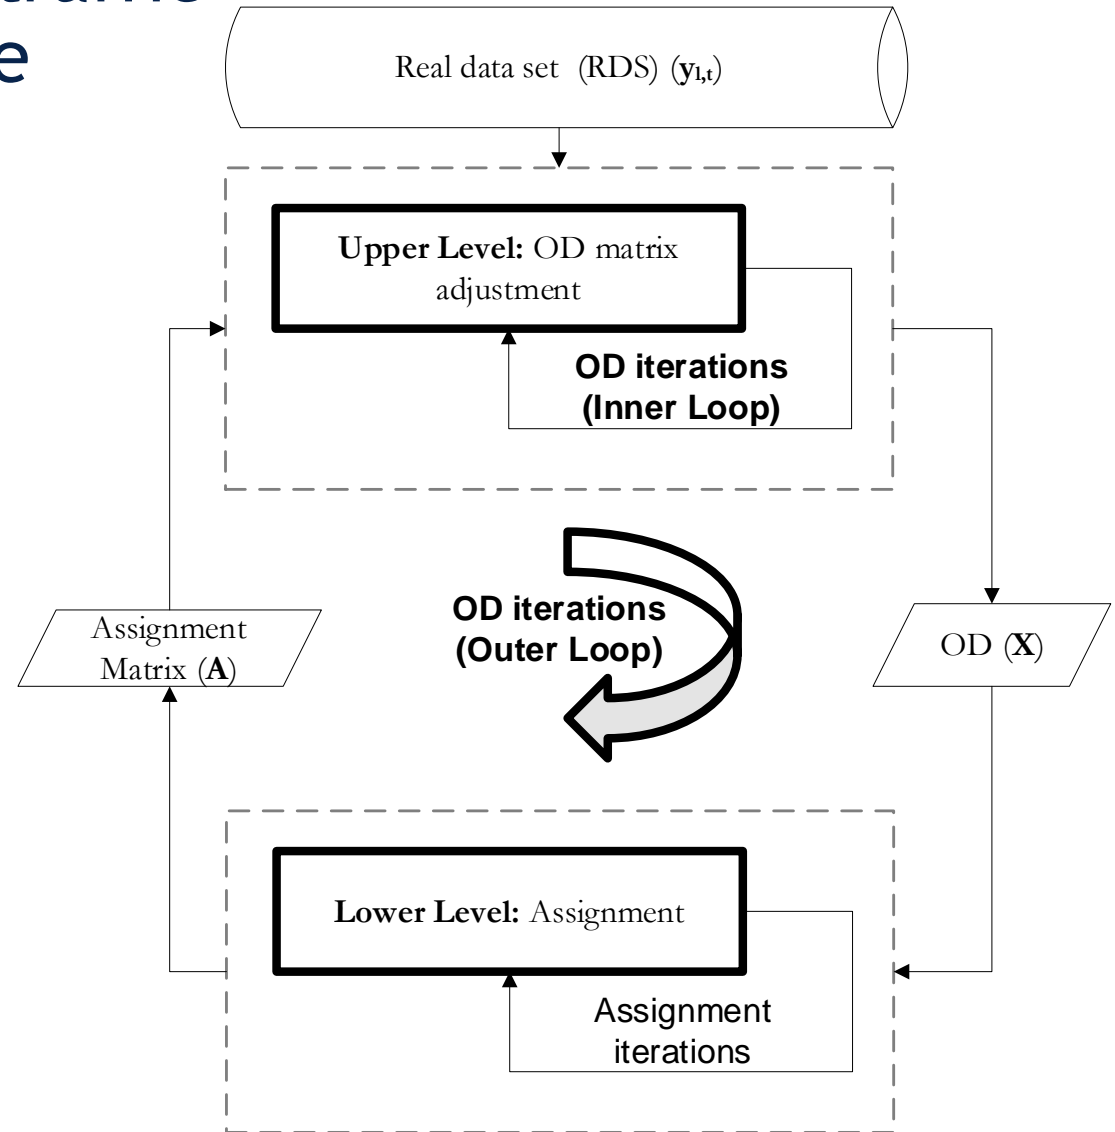 e
Real data set (RDS) (yl,t)
Upper Level: OD matrix
adjustment
OD iterations
(Inner Loop)
OD iterations
(Outer Loop)
Assignment
Matrix (A)
OD (X)
Lower Level: Assignment
Assignment
iterations